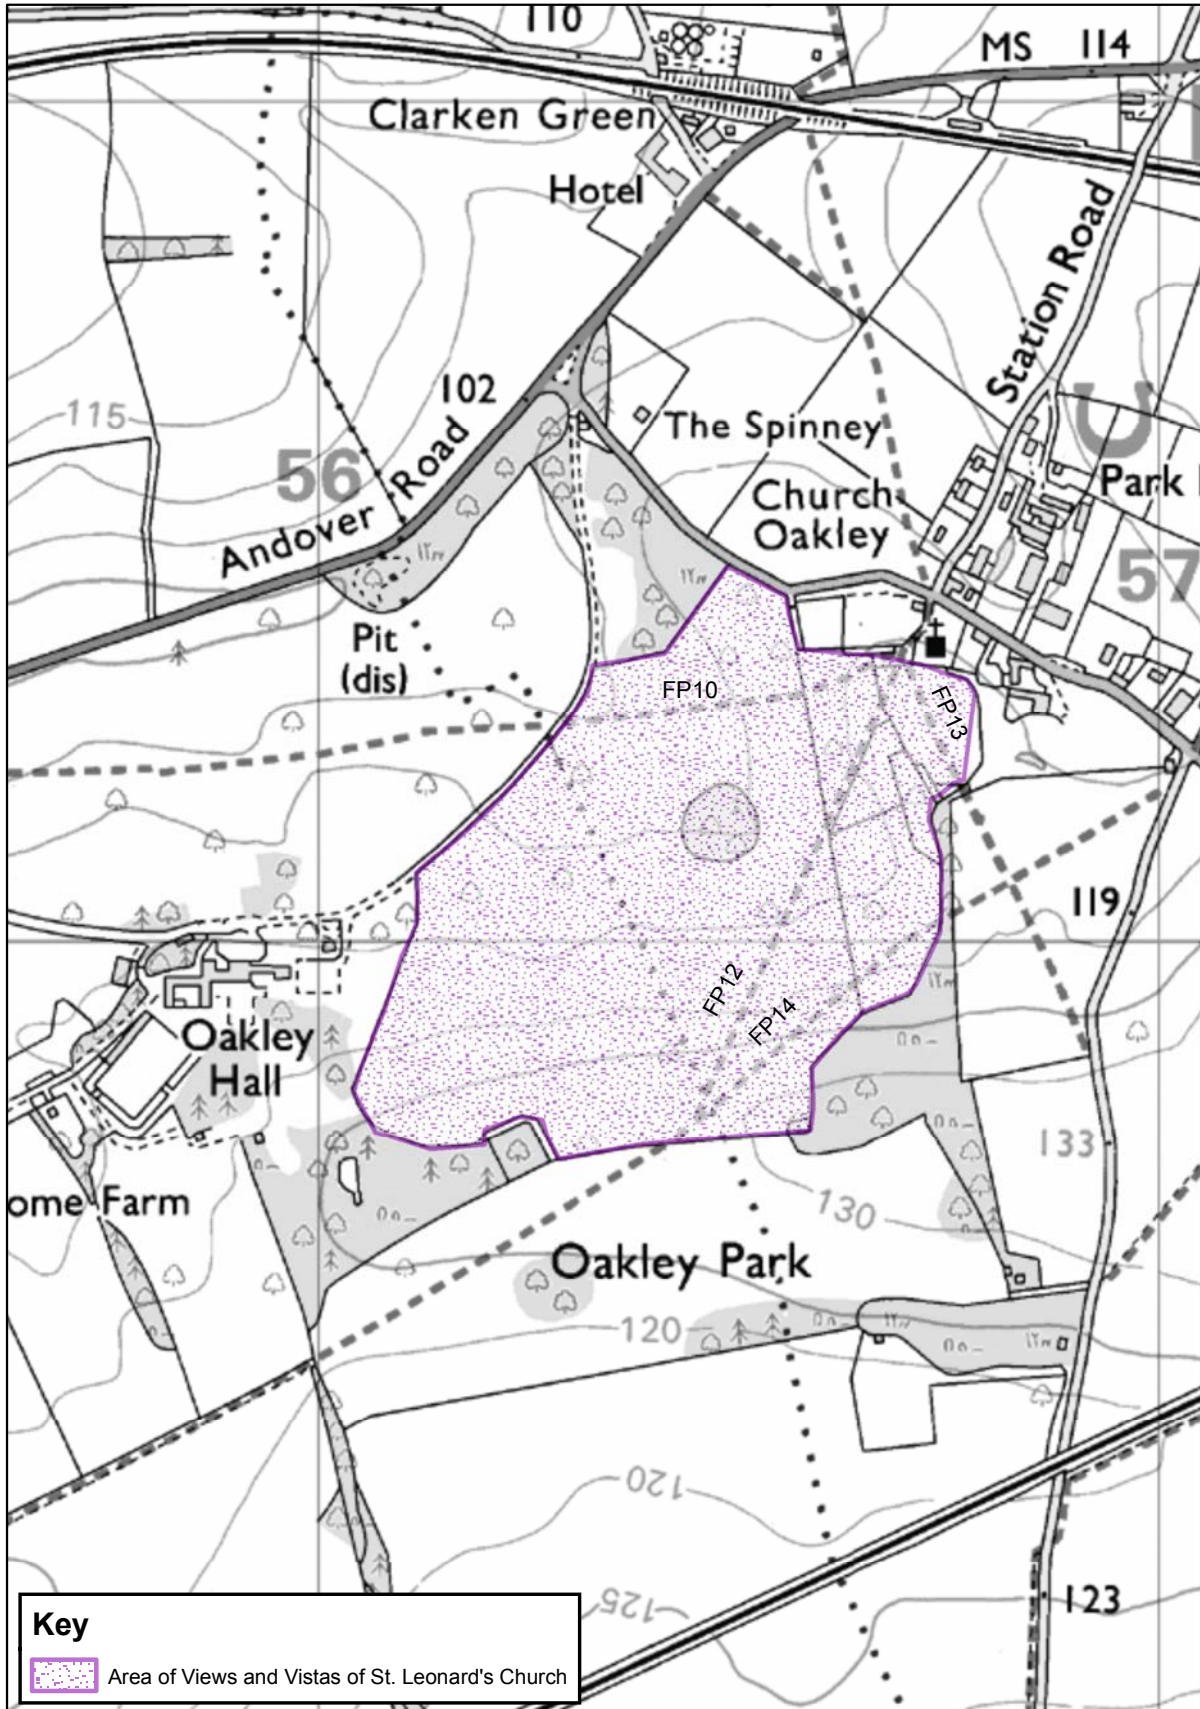 110
MS 114
Clarken Green
Hotel
Station Road
102
115
The Spinney
56
Andover Road
Church
Oakley
Park
57
Pit
(dis)
FP10
FP13
119
FP12
FP14
Oakley
Hall
133
ome Farm
130
Oakley Park
120
120
125
123
Key
Area of Views and Vistas of St. Leonard's Church